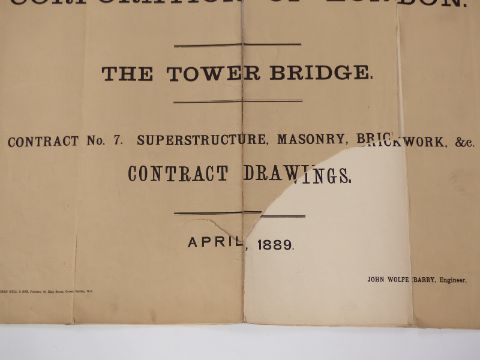 CORPORATION OF LONDON.
THE TOWER BRIDGE.
CONTRACT No. 7. SUPERSTRUCTURE, MASONRY, BRICKWORK, &c.
CONTRACT DRAWINGS.
APRIL, 1889.
JOHN WOLFE BARRY, Engineer.